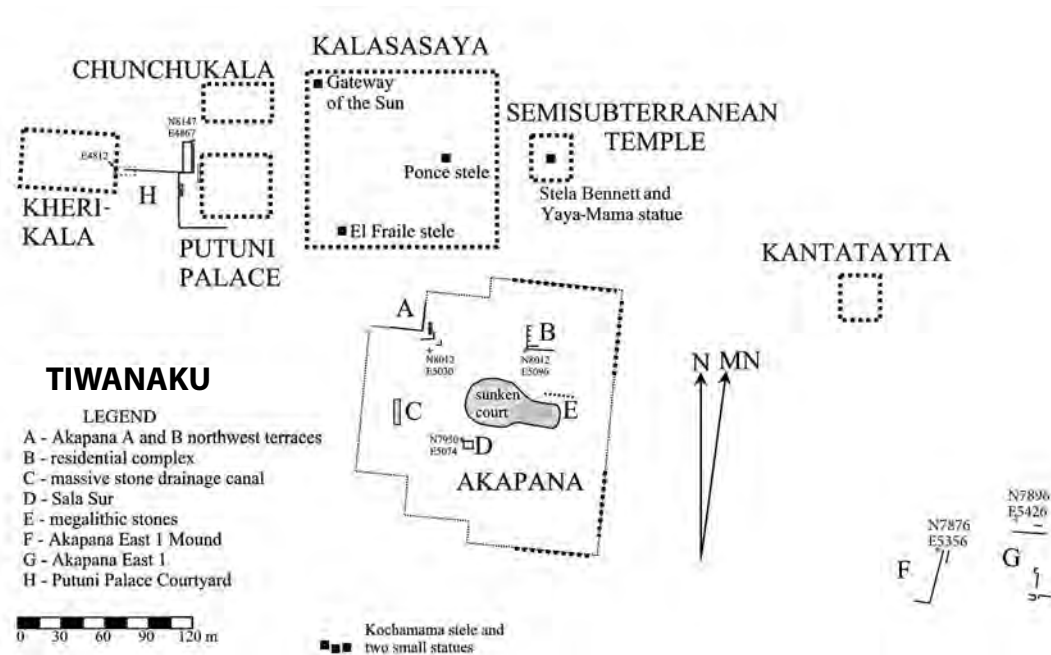 KALASASAYA
CHUNCHUKALA
Gateway
of the Sun
SEMISUBTERRANEAN
TEMPLE
N8147
E4867
E4812
H
Ponce stele
Stela Bennett and
Yaya-Mama statue
KHERI-
KALA
El Fraile stele
PUTUNI
PALACE
KANTATAYITA
A
B
N8012
E5030
N8012
E5096
N MN
TIWANAKU
sunken
court
C
E
LEGEND
N7950
E5074
D
A - Akapana A and B northwest terraces
B - residential complex
C - massive stone drainage canal
D - Sala Sur
E - megalithic stones
F - Akapana East 1 Mound
G - Akapana East 1
H - Putuni Palace Courtyard
AKAPANA
N7896
E5426
N7876
E5356
F
G
0 30 60 90 120 m
Kochamama stele and
two small statues